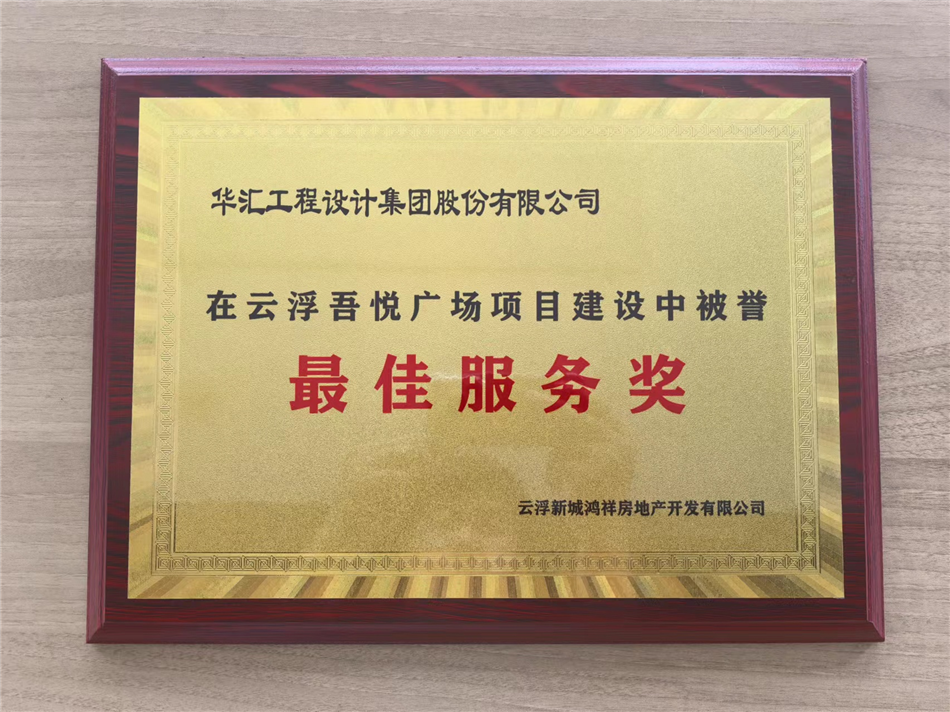 华汇工程设计集团股份有限公司
在云浮吾悦广场项目建设中被誉
最佳服务奖
云浮新城鸿祥房地产开发有限公司